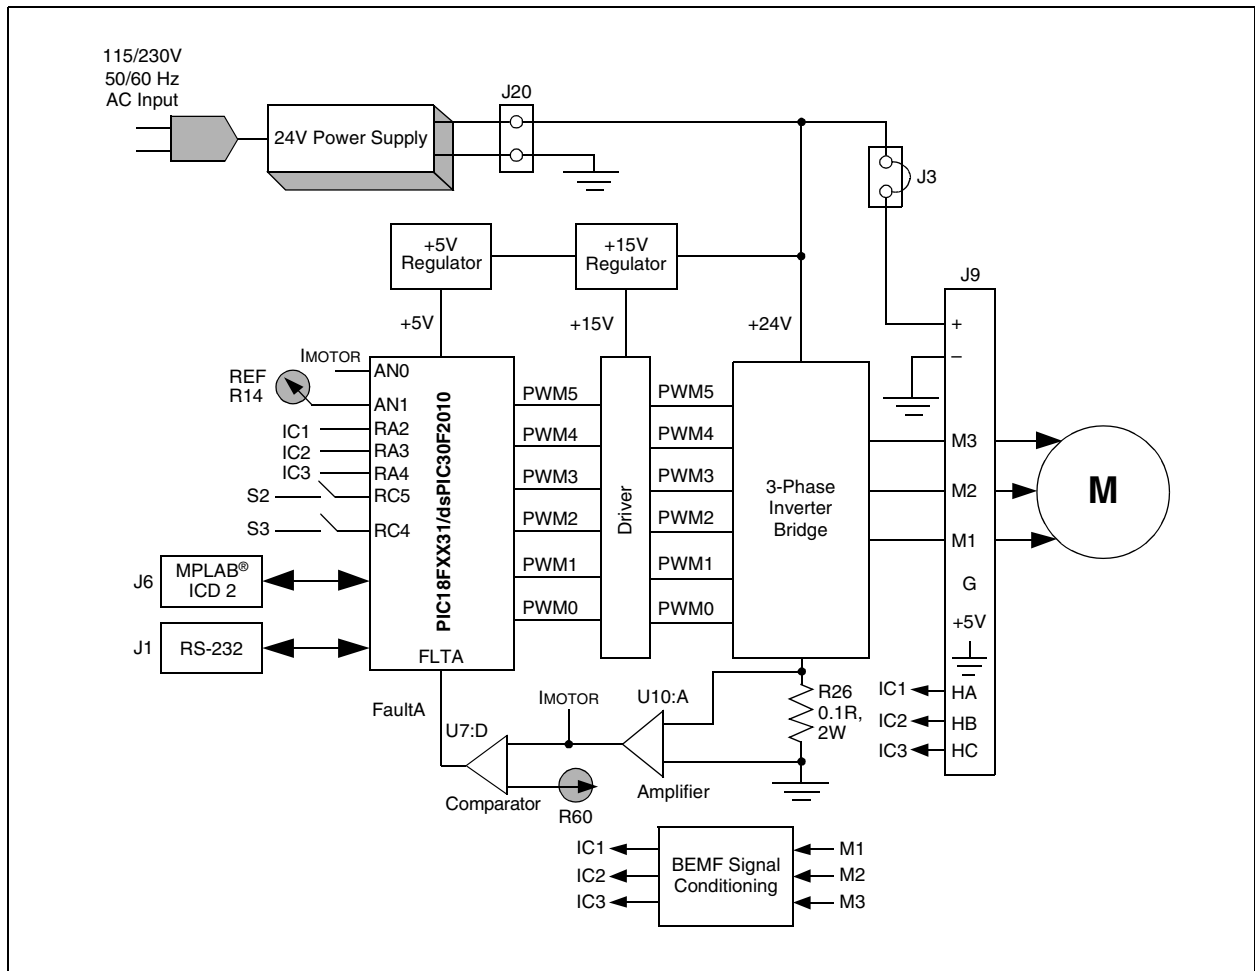 115/230V
50/60 Hz
AC Input
24V Power Supply
J20
J3
+5V
Regulator
+15V
Regulator
J9
+5V
+15V
+24V
+
–
IMOTOR
AN0
REF
R14
AN1
IC1
RA2
IC2
RA3
IC3
RA4
S2
RC5
S3
RC4
J6
MPLAB®
ICD 2
J1
RS-232
PIC18FXX31/dsPIC30F2010
FLTA
PWM5
PWM4
PWM3
PWM2
PWM1
PWM0
Driver
PWM5
PWM4
PWM3
PWM2
PWM1
PWM0
3-Phase
Inverter
Bridge
M3
M2
M1
G
+5V
M
IC1
HA
IC2
HB
IC3
HC
FaultA
U7:D
Comparator
IMOTOR
R60
U10:A
Amplifier
R26
0.1R,
2W
IC1
IC2
IC3
BEMF Signal
Conditioning
M1
M2
M3